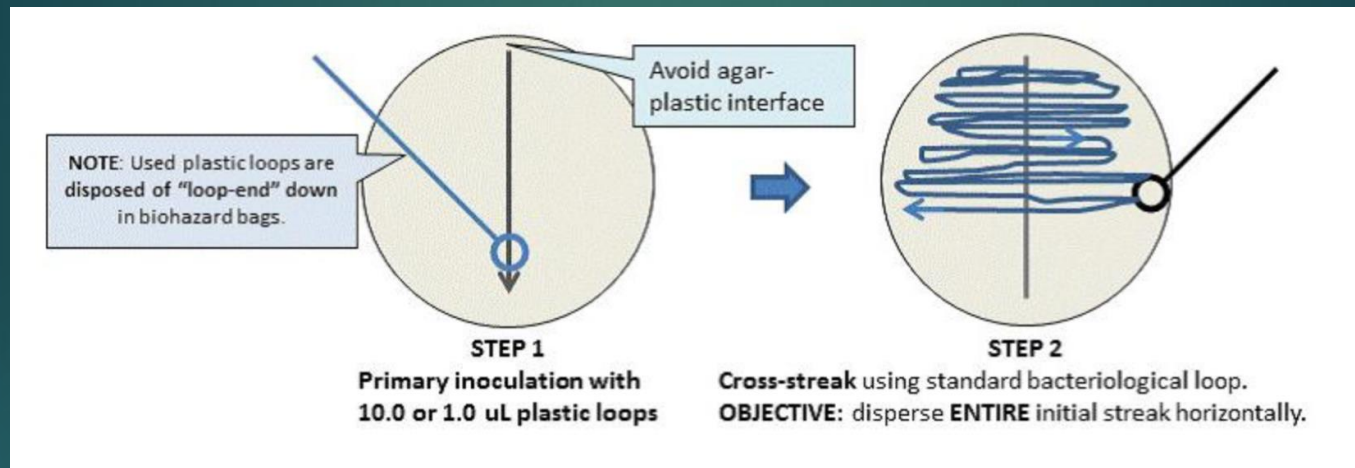 Avoid agar-
plastic interface
NOTE: Used plastic loops are
disposed of "loop-end" down
in biohazard bags.
STEP 1
Primary inoculation with
10.0 or 1.0 uL plastic loops
STEP 2
Cross-streak using standard bacteriological loop.
OBJECTIVE: disperse ENTIRE initial streak horizontally.